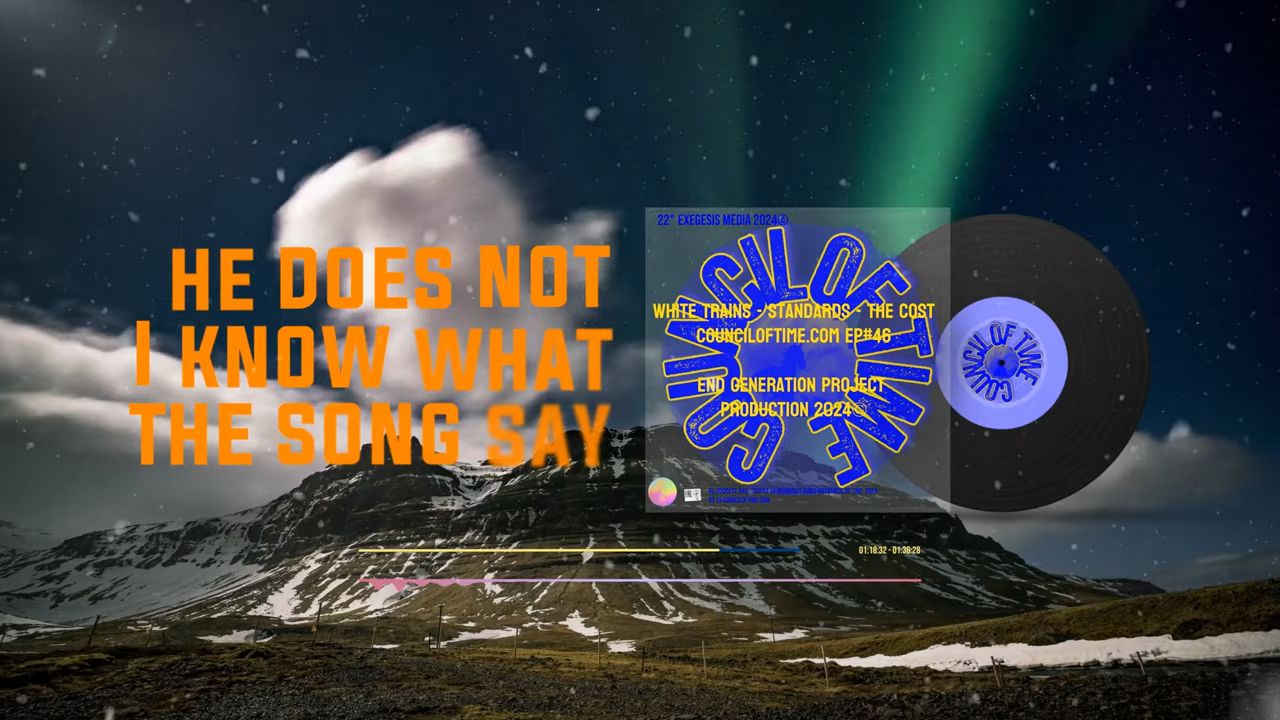 HE DOES NOT
I KNOW WHAT
THE SONG SAY
22° EXEGESIS MEDIA 2024©
COUNCIL OF TIME
WHITE TRAINS - STANDARDS - THE COST
COUNCILOFTIME.COM EP#46
END GENERATION PROJECT
PRODUCTION 2024©
COUNCIL OF TIME
01:18:32 - 01:36:28